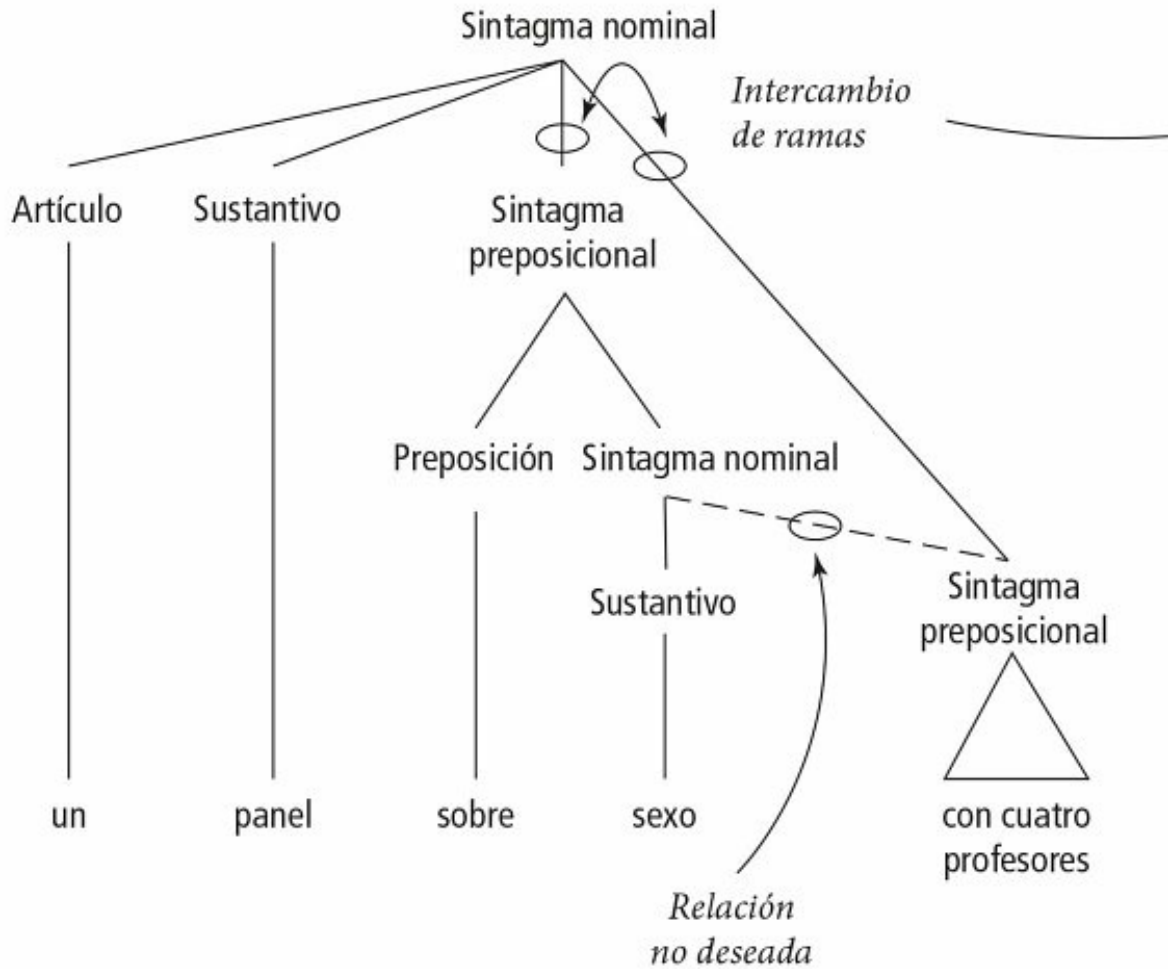 Sintagma nominal
Intercambio
de ramas
Artículo
Sustantivo
Sintagma
preposicional
Preposición
Sintagma nominal
Sustantivo
Sintagma
preposicional
un
panel
sobre
sexo
con cuatro
profesores
Relación
no deseada